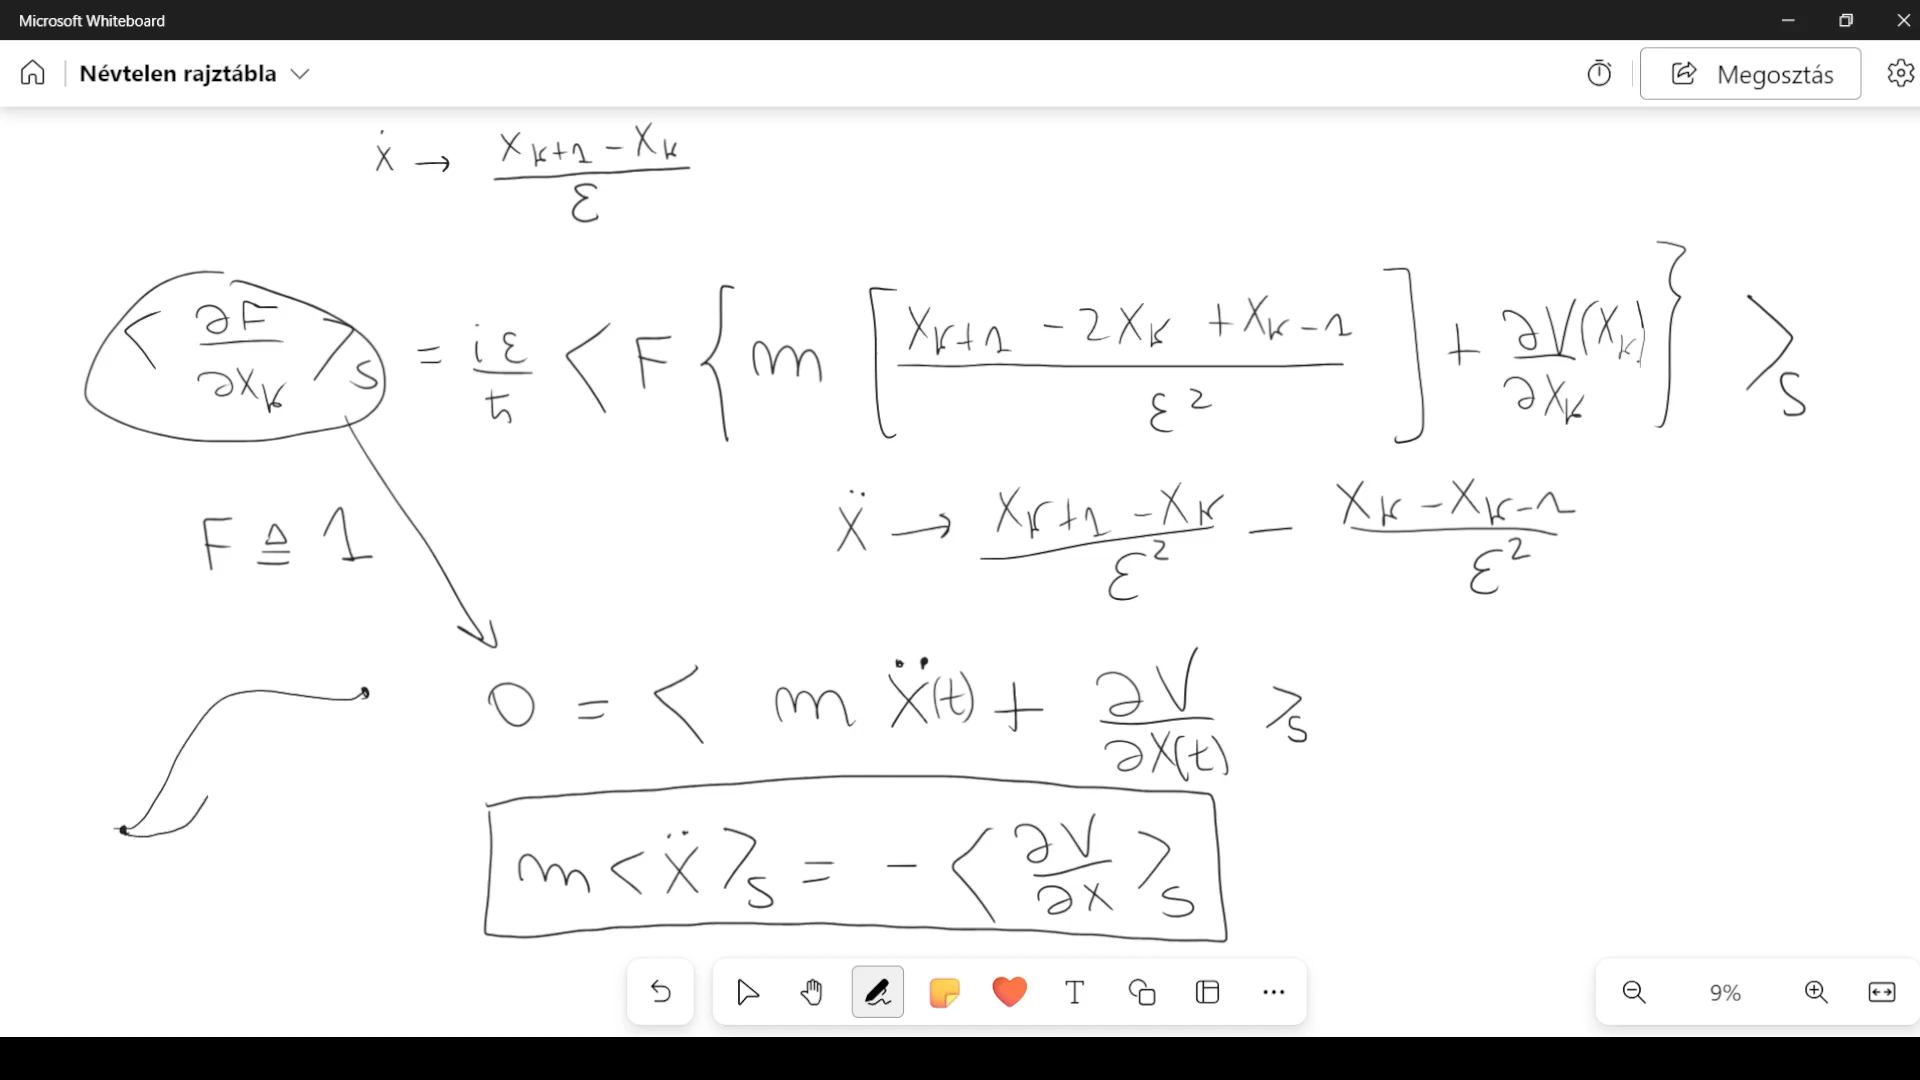 Microsoft Whiteboard
Névtelen rajztábla
Megosztás
ẋ → (x_{k+1} − x_k) / ε
⟨∂F/∂x_k⟩_S = iε/ħ ⟨F { m [ (x_{k+1} − 2x_k + x_{k−1}) / ε² ] + ∂V(x_k)/∂x_k } ⟩_S
F ≜ 1
ẍ → (x_{k+1} − x_k)/ε² − (x_k − x_{k−1})/ε²
0 = ⟨ m ẍ(t) + ∂V/∂x(t) ⟩_S
m⟨ẍ⟩_S = − ⟨∂V/∂x⟩_S
9%